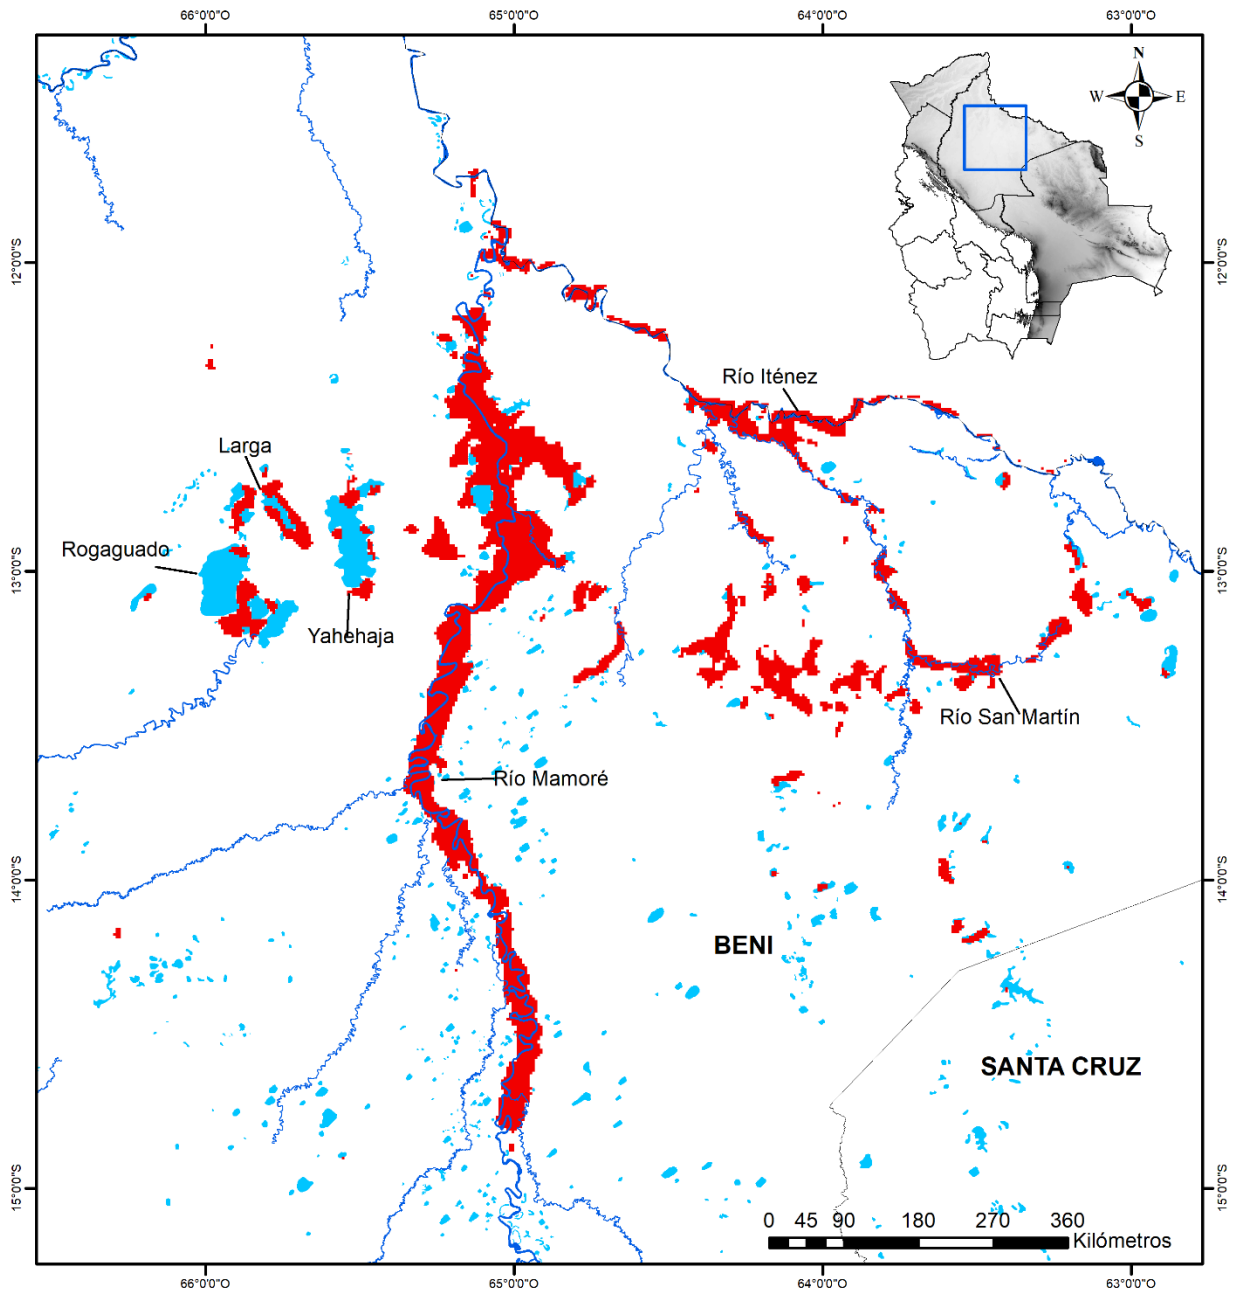 66°0'0"O 65°0'0"O 64°0'0"O 63°0'0"O
N
W E
S
12°0'0"S 12°0'0"S
Río Iténez
Larga
Rogaguado
13°0'0"S 13°0'0"S
Yahehaja
Río San Martín
Río Mamoré
14°0'0"S 14°0'0"S
BENI
SANTA CRUZ
15°0'0"S 15°0'0"S
0 45 90 180 270 360
Kilómetros
66°0'0"O 65°0'0"O 64°0'0"O 63°0'0"O